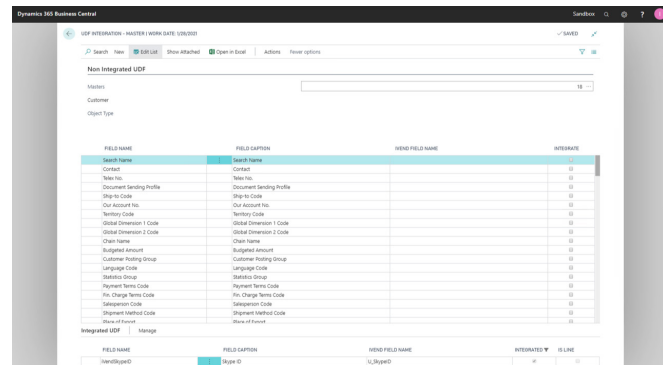 Dynamics 365 Business Central
Sandbox
UDF INTEGRATION - MASTER | WORK DATE: 1/28/2021
SAVED
Search New Edit List Show Attached Open in Excel Actions Fewer options
Non Integrated UDF
Masters 18
Customer
Object Type
FIELD NAME FIELD CAPTION IVEND FIELD NAME INTEGRATE
Search Name Search Name
Contact Contact
Telex No. Telex No.
Document Sending Profile Document Sending Profile
Ship-to Code Ship-to Code
Our Account No. Our Account No.
Territory Code Territory Code
Global Dimension 1 Code Global Dimension 1 Code
Global Dimension 2 Code Global Dimension 2 Code
Chain Name Chain Name
Budgeted Amount Budgeted Amount
Customer Posting Group Customer Posting Group
Language Code Language Code
Statistics Group Statistics Group
Payment Terms Code Payment Terms Code
Fin. Charge Terms Code Fin. Charge Terms Code
Salesperson Code Salesperson Code
Shipment Method Code Shipment Method Code
Place of Export Place of Export
Integrated UDF Manage
FIELD NAME FIELD CAPTION IVEND FIELD NAME INTEGRATED IS LINE
iVendSkypeID Skype ID U_SkypeID